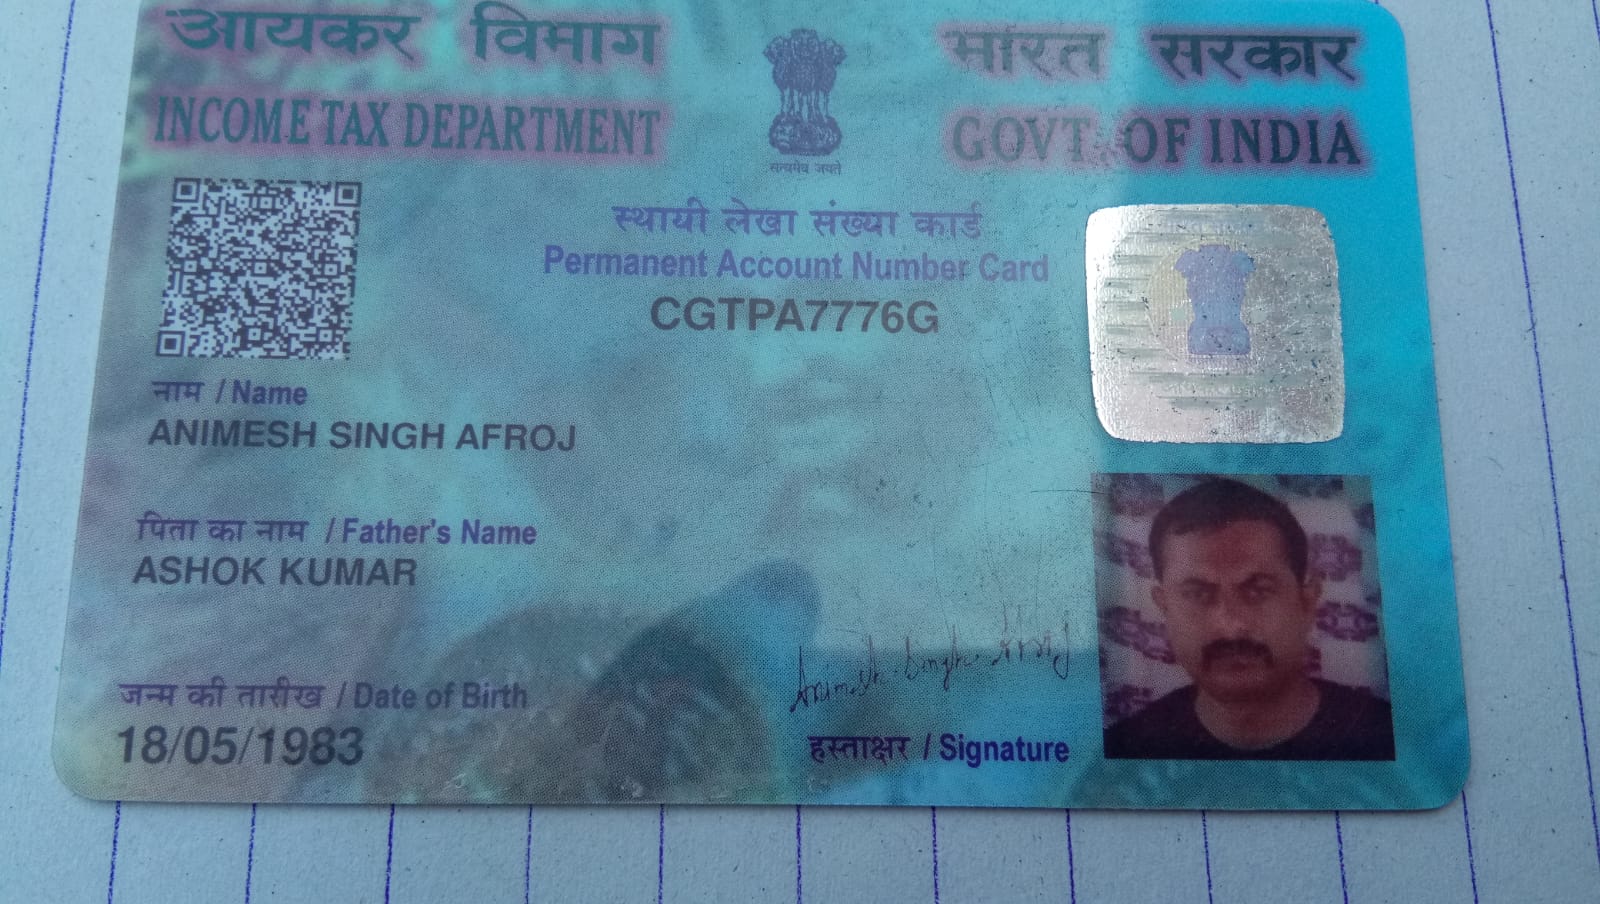 आयकर विभाग
INCOME TAX DEPARTMENT
सत्यमेव जयते
भारत सरकार
GOVT. OF INDIA
स्थायी लेखा संख्या कार्ड
Permanent Account Number Card
CGTPA7776G
नाम / Name
ANIMESH SINGH AFROJ
पिता का नाम / Father's Name
ASHOK KUMAR
जन्म की तारीख / Date of Birth
18/05/1983
Animesh Singh Afroj
हस्ताक्षर / Signature